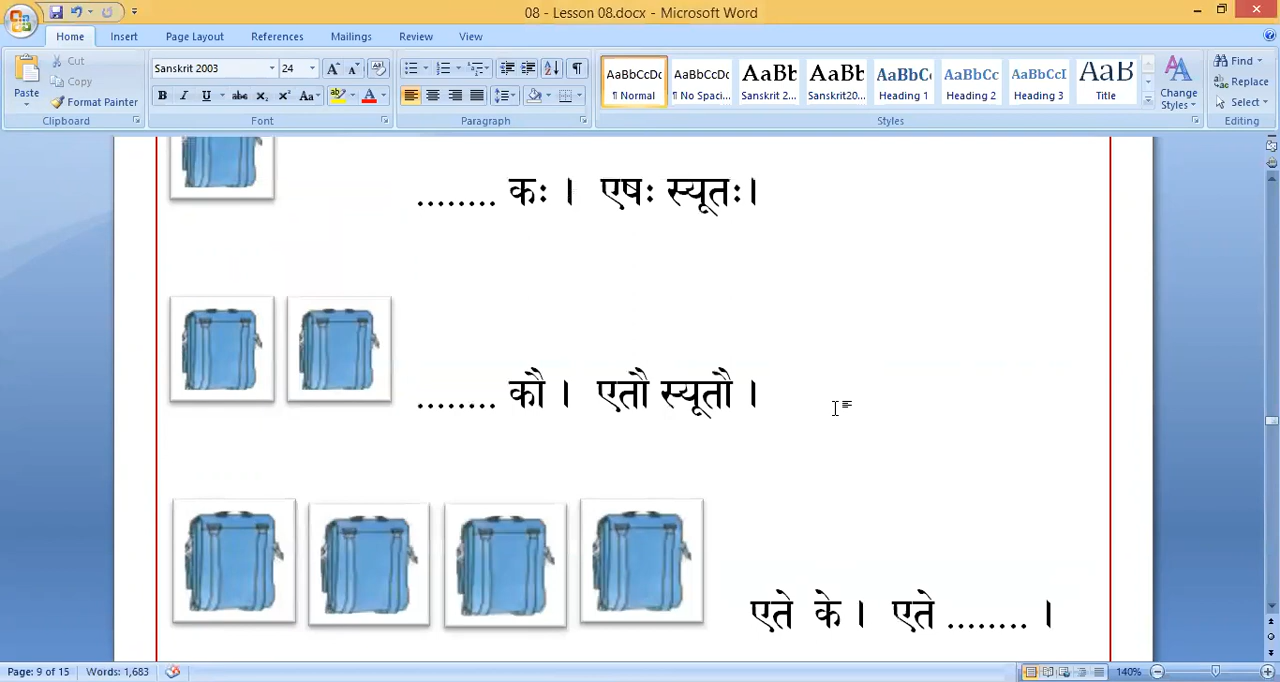 08 - Lesson 08.docx - Microsoft Word
Home Insert Page Layout References Mailings Review View
Paste Cut Copy Format Painter
Clipboard
Sanskrit 2003 24
Font
Paragraph
AaBbCcDc ¶ Normal
AaBbCcDc ¶ No Spaci...
AaBbC Sanskrit 2...
AaBbC Sanskrit20...
AaBbC Heading 1
AaBbCc Heading 2
AaBbCcI Heading 3
AaB Title
Change Styles
Styles
Find Replace Select
Editing
........ कः । एषः स्यूतः।
........ कौ । एतौ स्यूतौ ।
एते के । एते ........ ।
Page: 9 of 15 Words: 1,683 140%